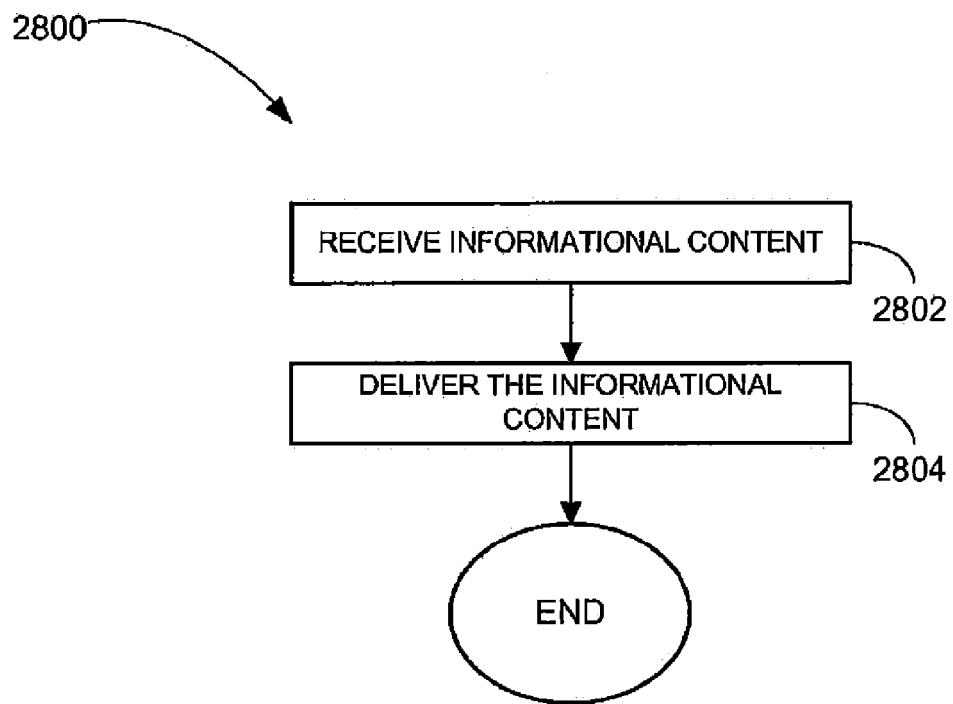 2800
RECEIVE INFORMATIONAL CONTENT
2802
DELIVER THE INFORMATIONAL
CONTENT
2804
END